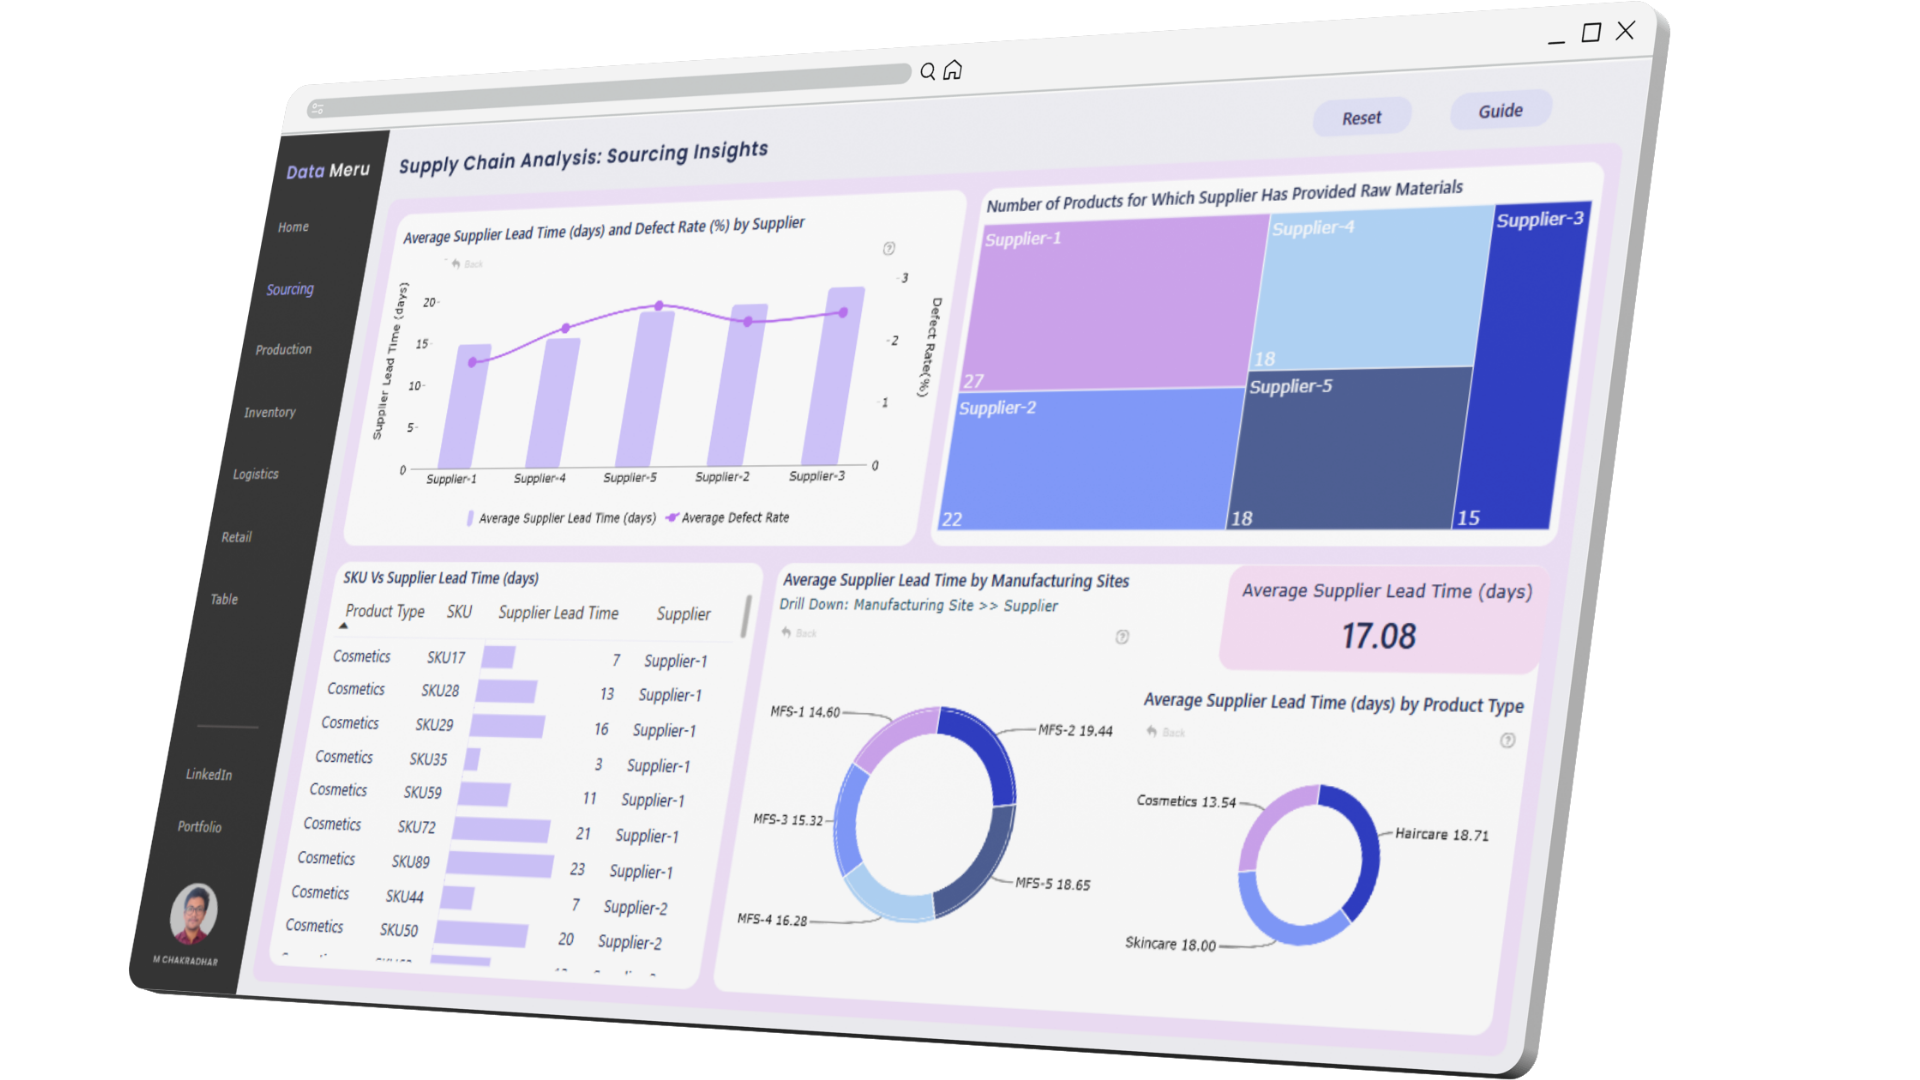 Data Meru
Home
Sourcing
Production
Inventory
Logistics
Retail
Table
LinkedIn
Portfolio
M CHAKRADHAR
Supply Chain Analysis: Sourcing Insights
Reset
Guide
Average Supplier Lead Time (days) and Defect Rate (%) by Supplier
Back
Supplier Lead Time (days)
20
15
10
5
0
3
2
1
0
Defect Rate(%)
Supplier-1 Supplier-4 Supplier-5 Supplier-2 Supplier-3
Average Supplier Lead Time (days) Average Defect Rate
Number of Products for Which Supplier Has Provided Raw Materials
Supplier-1
27
Supplier-2
22
Supplier-4
18
Supplier-5
18
Supplier-3
15
SKU Vs Supplier Lead Time (days)
Product Type SKU Supplier Lead Time Supplier
Cosmetics SKU17 7 Supplier-1
Cosmetics SKU28 13 Supplier-1
Cosmetics SKU29 16 Supplier-1
Cosmetics SKU35 3 Supplier-1
Cosmetics SKU59 11 Supplier-1
Cosmetics SKU72 21 Supplier-1
Cosmetics SKU89 23 Supplier-1
Cosmetics SKU44 7 Supplier-2
Cosmetics SKU50 20 Supplier-2
Average Supplier Lead Time by Manufacturing Sites
Drill Down: Manufacturing Site >> Supplier
Back
MFS-1 14.60
MFS-2 19.44
MFS-3 15.32
MFS-5 18.65
MFS-4 16.28
Average Supplier Lead Time (days)
17.08
Average Supplier Lead Time (days) by Product Type
Back
Cosmetics 13.54
Haircare 18.71
Skincare 18.00